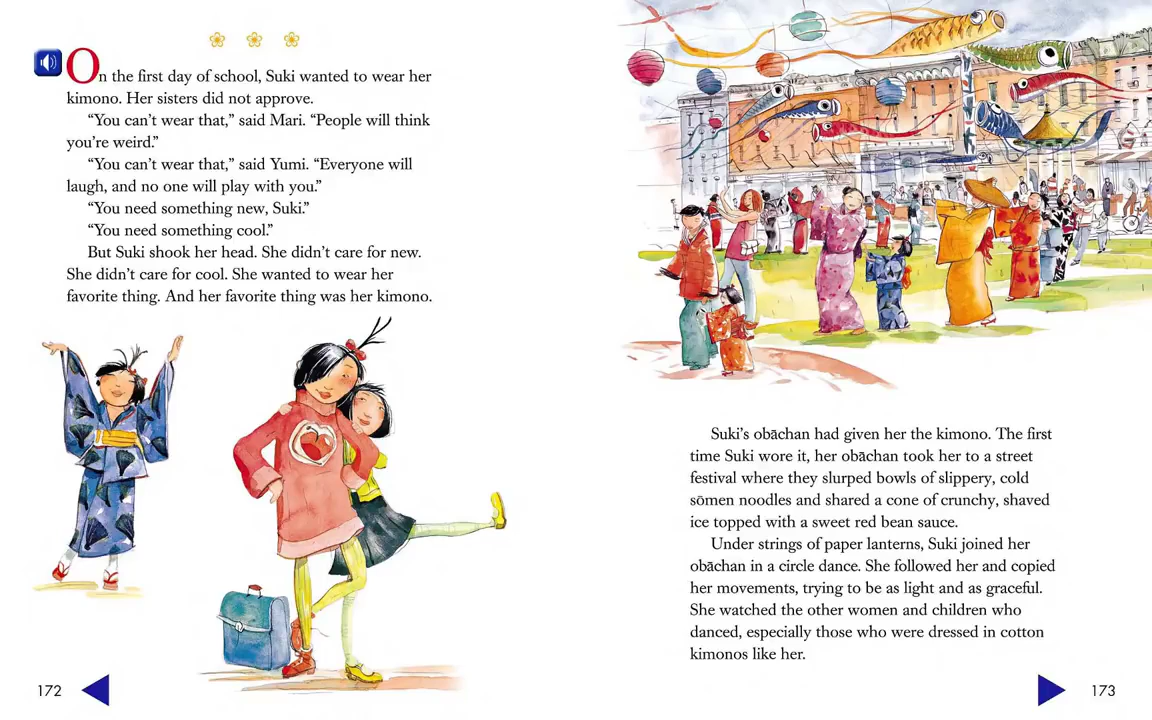 On the first day of school, Suki wanted to wear her
kimono. Her sisters did not approve.
“You can’t wear that,” said Mari. “People will think
you’re weird.”
“You can’t wear that,” said Yumi. “Everyone will
laugh, and no one will play with you.”
“You need something new, Suki.”
“You need something cool.”
But Suki shook her head. She didn’t care for new.
She didn’t care for cool. She wanted to wear her
favorite thing. And her favorite thing was her kimono.
172
Suki’s obāchan had given her the kimono. The first
time Suki wore it, her obāchan took her to a street
festival where they slurped bowls of slippery, cold
sōmen noodles and shared a cone of crunchy, shaved
ice topped with a sweet red bean sauce.
Under strings of paper lanterns, Suki joined her
obāchan in a circle dance. She followed her and copied
her movements, trying to be as light and as graceful.
She watched the other women and children who
danced, especially those who were dressed in cotton
kimonos like her.
173